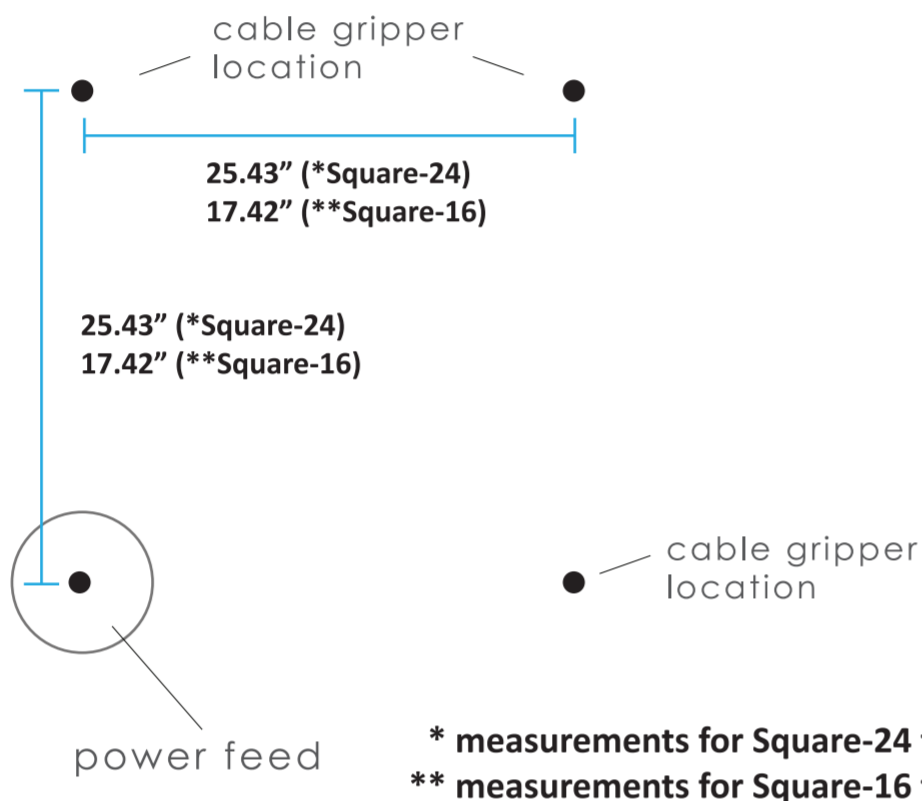 cable gripper
location
25.43” (*Square-24)
17.42” (**Square-16)
25.43” (*Square-24)
17.42” (**Square-16)
cable gripper
location
power feed
* measurements for Square-24
** measurements for Square-16